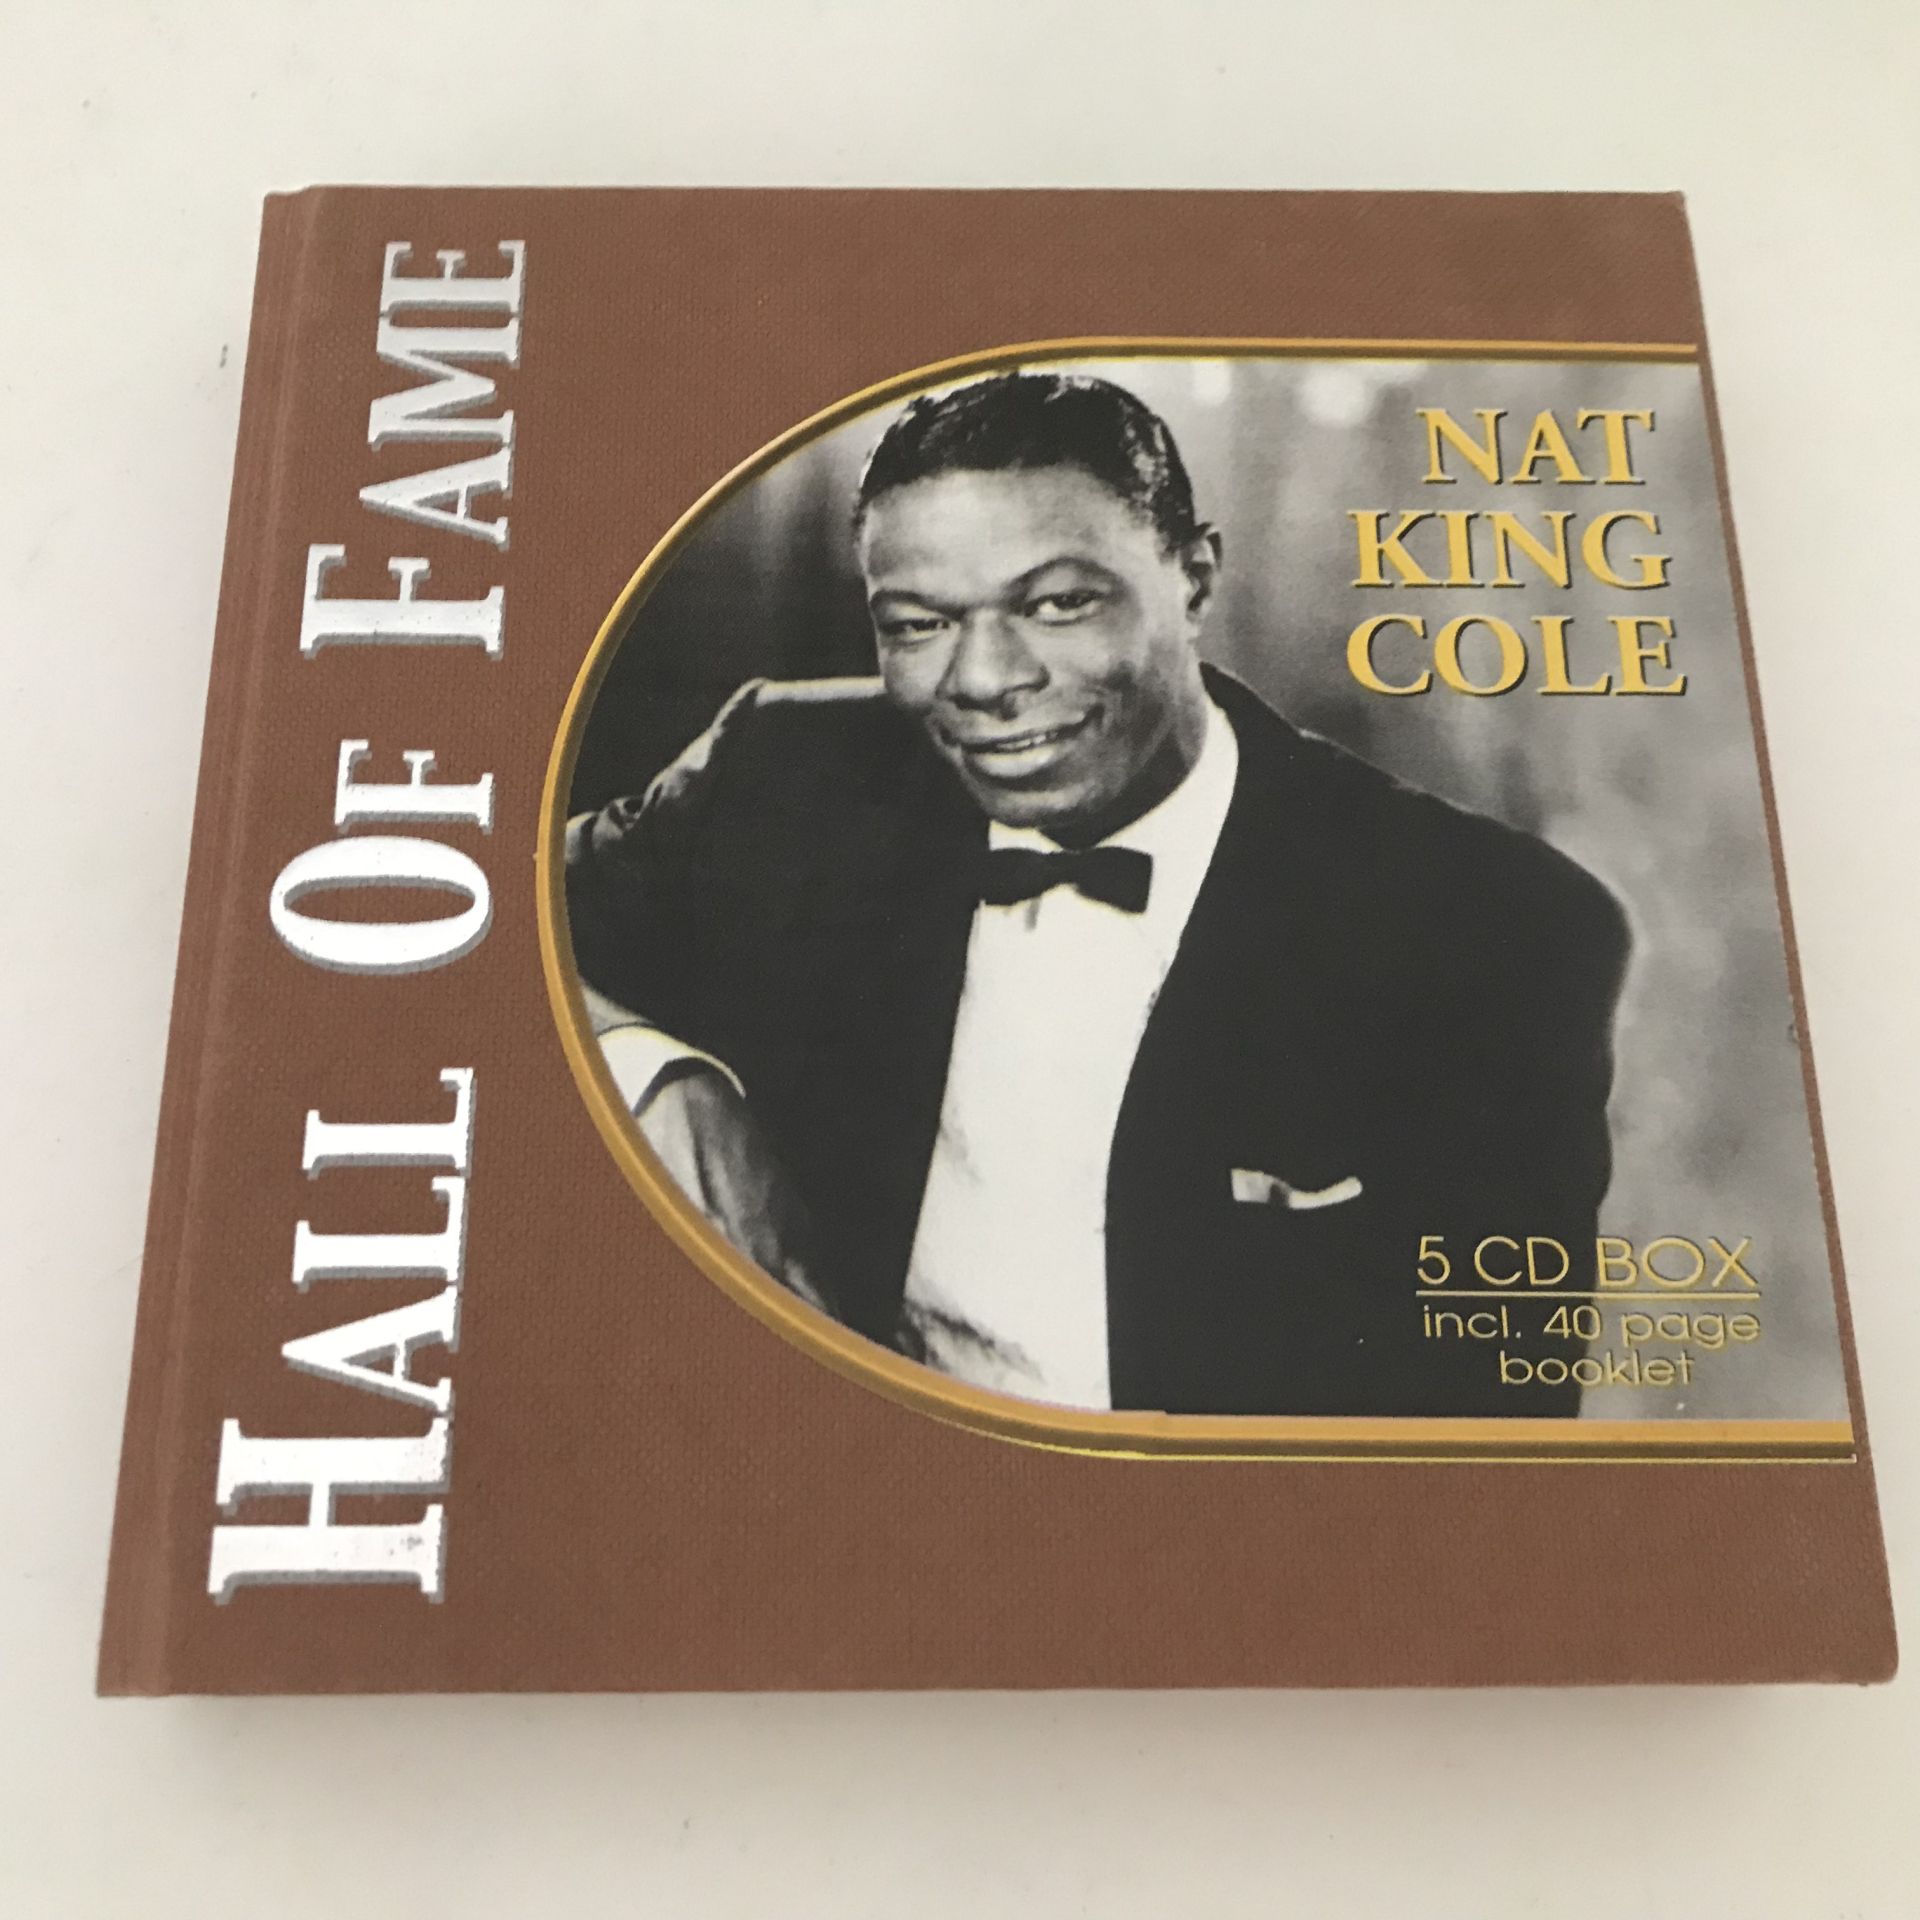 HALL OF FAME
NAT
KING
COLE
5 CD BOX
incl. 40 page
booklet